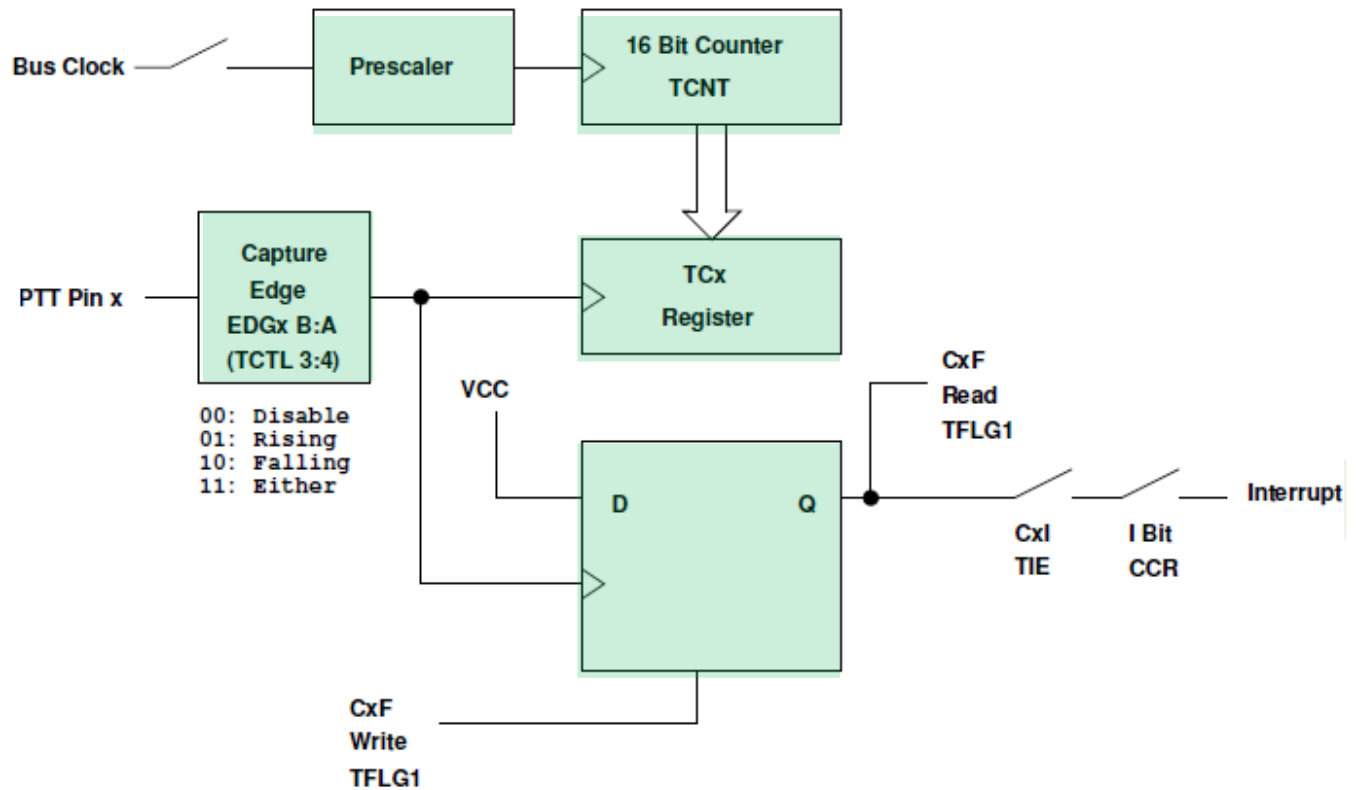 Bus Clock
Prescaler
16 Bit Counter
TCNT
PTT Pin x
Capture
Edge
EDGx B:A
(TCTL 3:4)
TCx
Register
00: Disable
01: Rising
10: Falling
11: Either
VCC
D
Q
CxF
Read
TFLG1
CxI
TIE
I Bit
CCR
Interrupt
CxF
Write
TFLG1